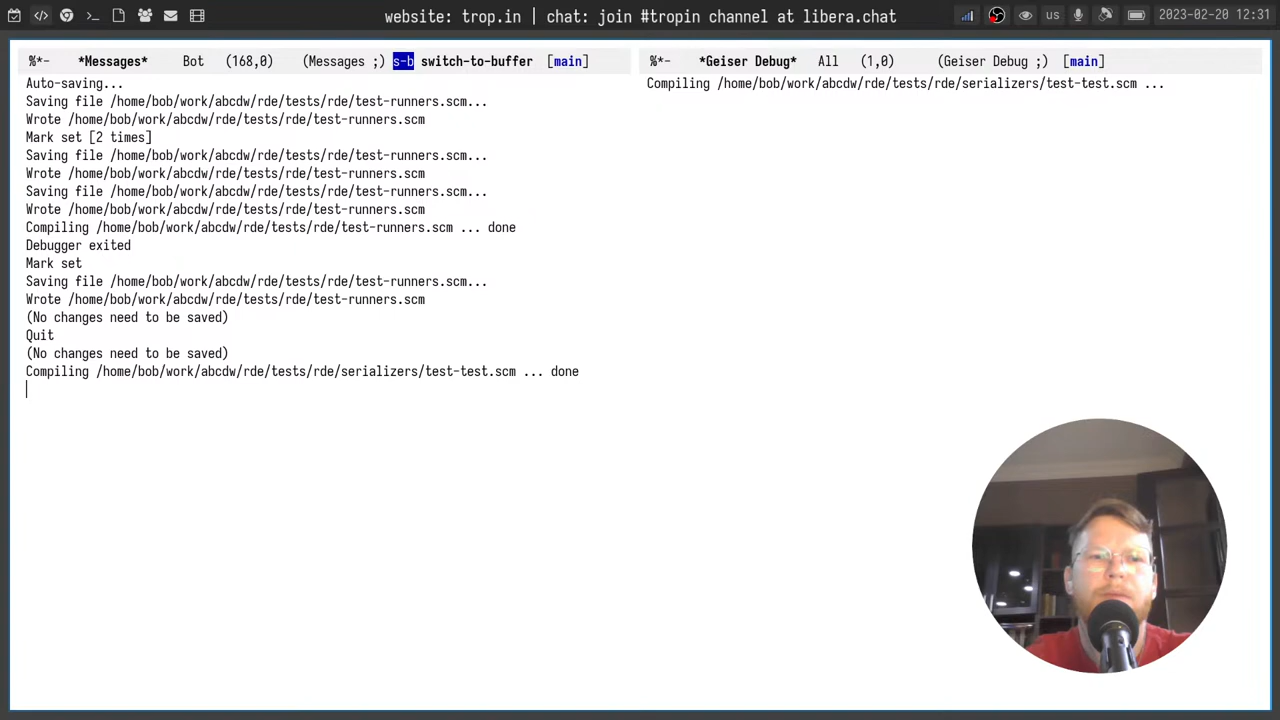 website: trop.in | chat: join #tropin channel at libera.chat
us
2023-02-20 12:31
%*- *Messages* Bot (168,0) (Messages ;) s-b switch-to-buffer [main]
Auto-saving...
Saving file /home/bob/work/abcdw/rde/tests/rde/test-runners.scm...
Wrote /home/bob/work/abcdw/rde/tests/rde/test-runners.scm
Mark set [2 times]
Saving file /home/bob/work/abcdw/rde/tests/rde/test-runners.scm...
Wrote /home/bob/work/abcdw/rde/tests/rde/test-runners.scm
Saving file /home/bob/work/abcdw/rde/tests/rde/test-runners.scm...
Wrote /home/bob/work/abcdw/rde/tests/rde/test-runners.scm
Compiling /home/bob/work/abcdw/rde/tests/rde/test-runners.scm ... done
Debugger exited
Mark set
Saving file /home/bob/work/abcdw/rde/tests/rde/test-runners.scm...
Wrote /home/bob/work/abcdw/rde/tests/rde/test-runners.scm
(No changes need to be saved)
Quit
(No changes need to be saved)
Compiling /home/bob/work/abcdw/rde/tests/rde/serializers/test-test.scm ... done
%*- *Geiser Debug* All (1,0) (Geiser Debug ;) [main]
Compiling /home/bob/work/abcdw/rde/tests/rde/serializers/test-test.scm ...